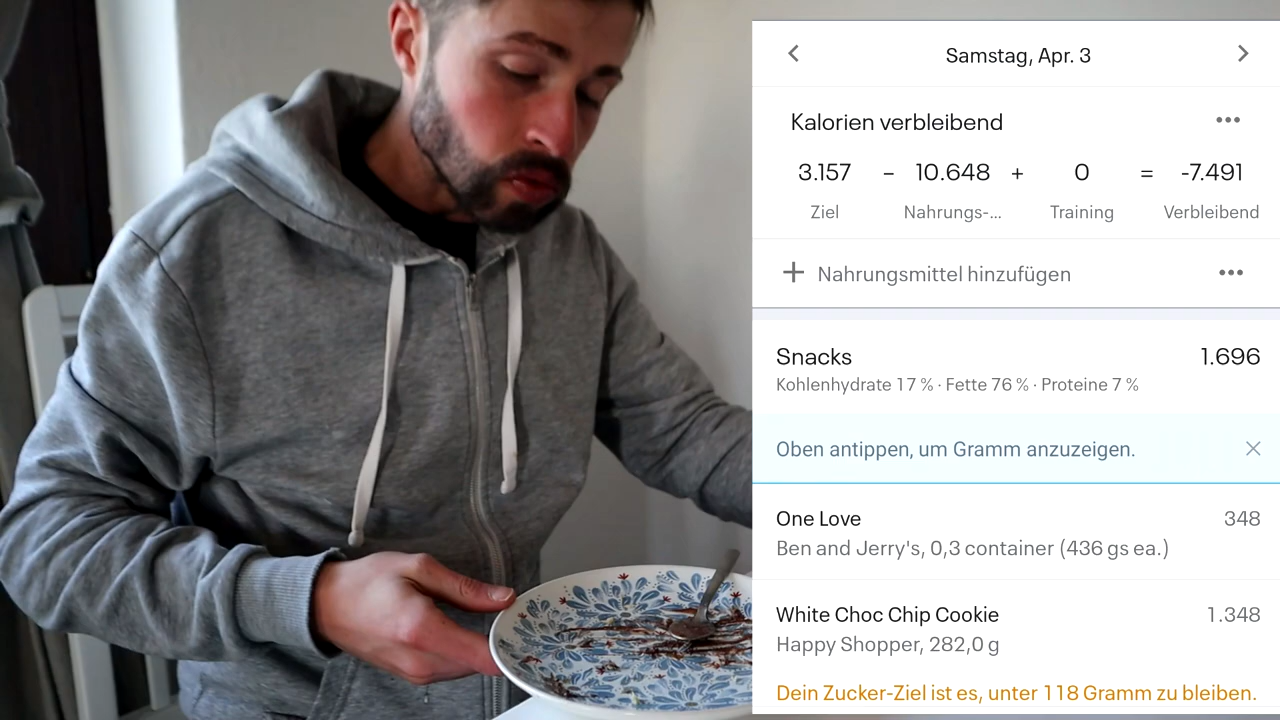 Samstag, Apr. 3
Kalorien verbleibend
3.157 - 10.648 + 0 = -7.491
Ziel Nahrungs-... Training Verbleibend
Nahrungsmittel hinzufügen
Snacks 1.696
Kohlenhydrate 17 % · Fette 76 % · Proteine 7 %
Oben antippen, um Gramm anzuzeigen.
One Love 348
Ben and Jerry's, 0,3 container (436 gs ea.)
White Choc Chip Cookie 1.348
Happy Shopper, 282,0 g
Dein Zucker-Ziel ist es, unter 118 Gramm zu bleiben.